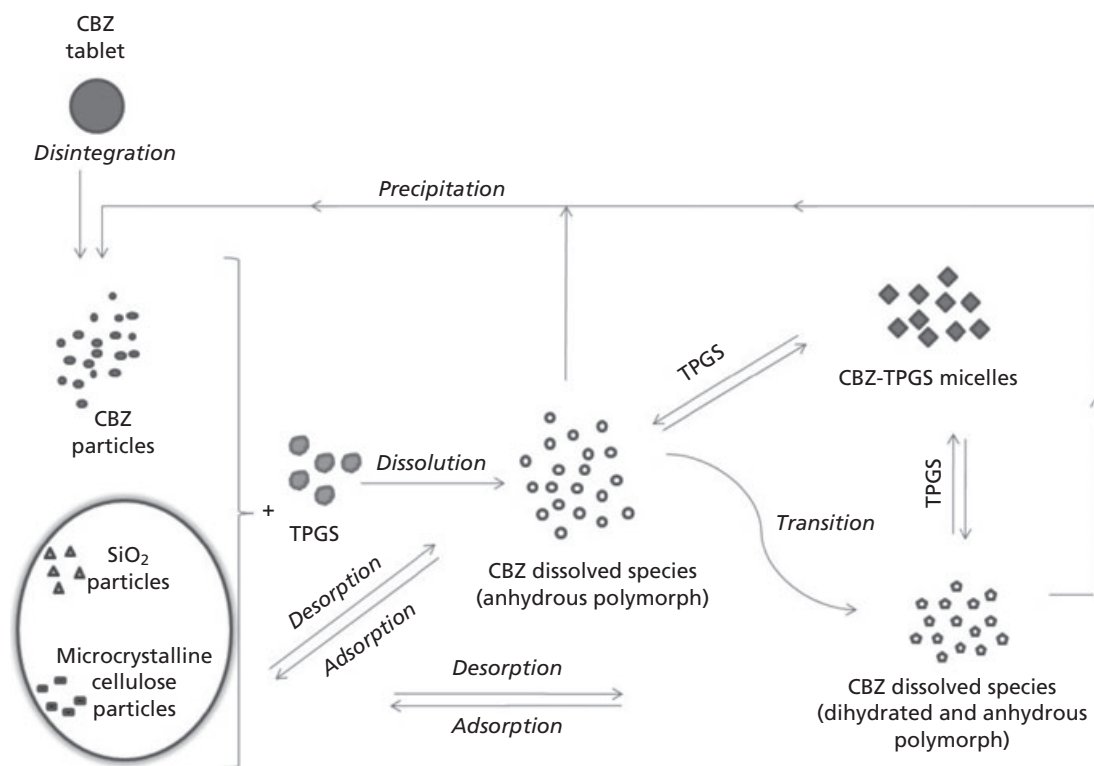 CBZ
tablet
Disintegration
Precipitation
CBZ
particles
TPGS
CBZ-TPGS micelles
+
TPGS
Dissolution
TPGS
Transition
SiO₂
particles
Desorption
Adsorption
CBZ dissolved species
(anhydrous polymorph)
Microcrystalline
cellulose
particles
Desorption
Adsorption
CBZ dissolved species
(dihydrated and anhydrous
polymorph)